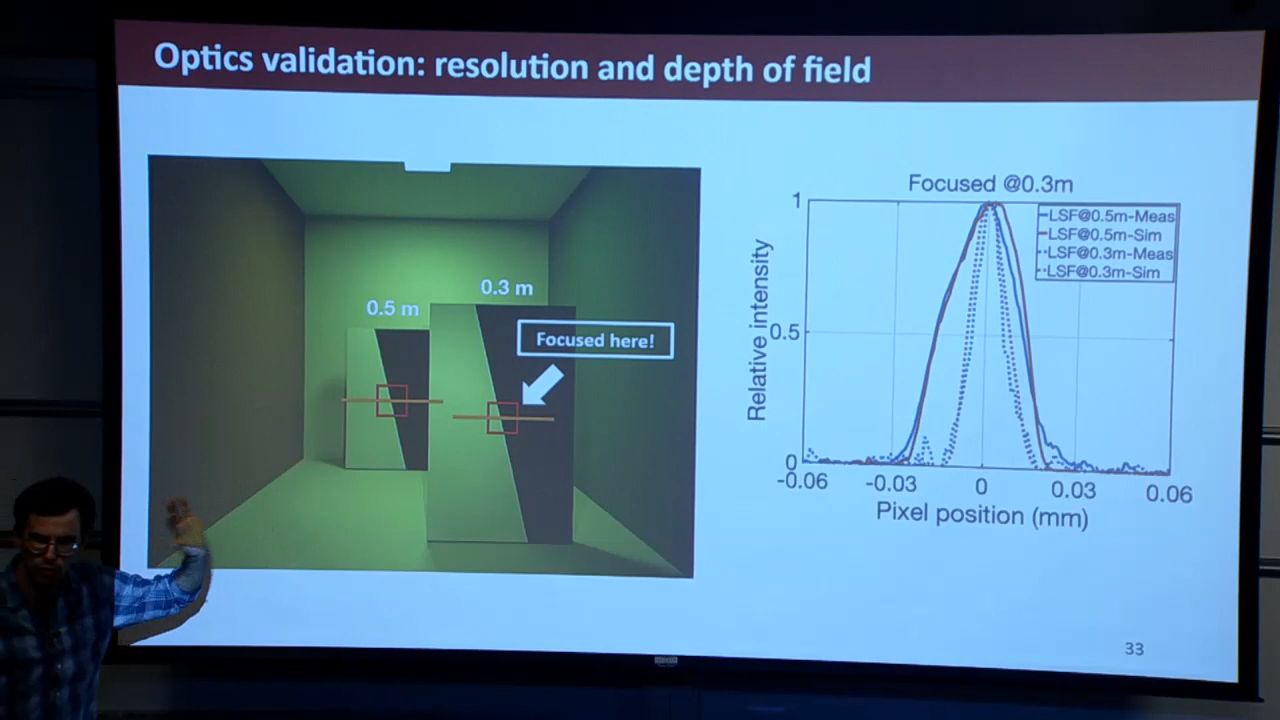 Optics validation: resolution and depth of field
0.5 m
0.3 m
Focused here!
Focused @0.3m
LSF@0.5m-Meas
LSF@0.5m-Sim
LSF@0.3m-Meas
LSF@0.3m-Sim
Relative intensity
1
0.5
0
-0.06
-0.03
0
0.03
0.06
Pixel position (mm)
33